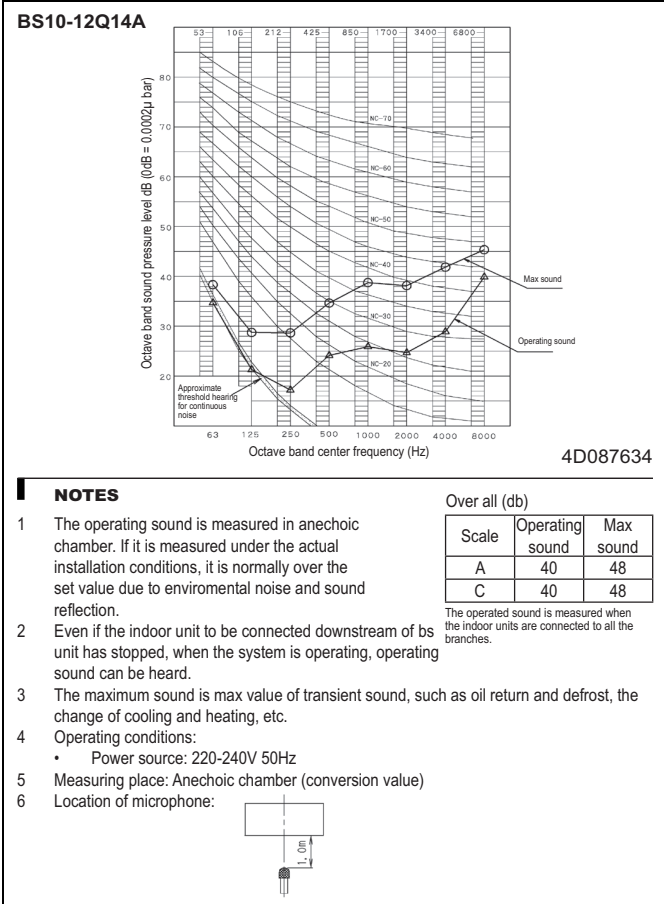 BS10-12Q14A
53 106 212 425 850 1700 3400 6800
Octave band sound pressure level dB (0dB = 0.0002μ bar)
80
70
60
50
40
30
20
NC-70
NC-60
NC-50
NC-40
NC-30
NC-20
Max sound
Operating sound
Approximate
threshold hearing
for continuous
noise
63 125 250 500 1000 2000 4000 8000
Octave band center frequency (Hz)
4D087634
NOTES
1 The operating sound is measured in anechoic
chamber. If it is measured under the actual
installation conditions, it is normally over the
set value due to enviromental noise and sound
reflection.
2 Even if the indoor unit to be connected downstream of bs
unit has stopped, when the system is operating, operating
sound can be heard.
3 The maximum sound is max value of transient sound, such as oil return and defrost, the
change of cooling and heating, etc.
4 Operating conditions:
• Power source: 220-240V 50Hz
5 Measuring place: Anechoic chamber (conversion value)
6 Location of microphone:
1.0m
Over all (db)
Scale Operating sound Max sound
A 40 48
C 40 48
The operated sound is measured when
the indoor units are connected to all the
branches.